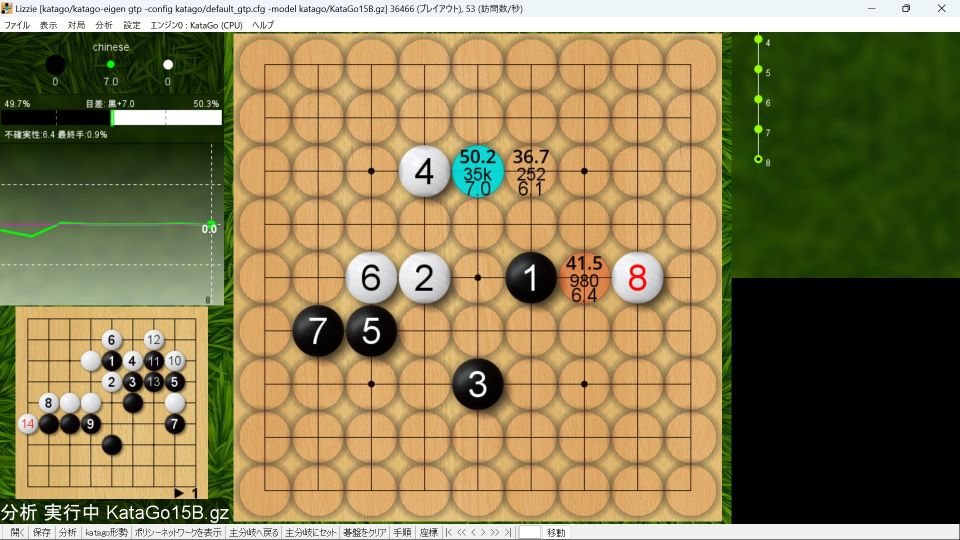 Lizzie [katago/katago-eigen gtp -config katago/default_gtp.cfg -model katago/KataGo15B.gz] 36466 (プレイアウト), 53 (訪問数/秒)
ファイル 表示 対局 分析 設定 エンジン0 : KataGo (CPU) ヘルプ
chinese
0 7.0 0
49.7% 目差: 黒+7.0 50.3%
不確実性:6.4 最終手:0.9%
0.0
8
4
5
6
7
8
4 50.2 36.7
35k 252
7.0 6.1
6 2 1 41.5 8
980
6.4
7 5
3
6 12
1 4 11 10
2 3 13 5
8
14 9 7
▶ 1
分析 実行中 KataGo15B.gz
開く 保存 分析 katago形勢 ポリシーネットワークを表示 主分岐へ戻る 主分岐にセット 碁盤をクリア 手順 座標 |< << < > >> >| 移動